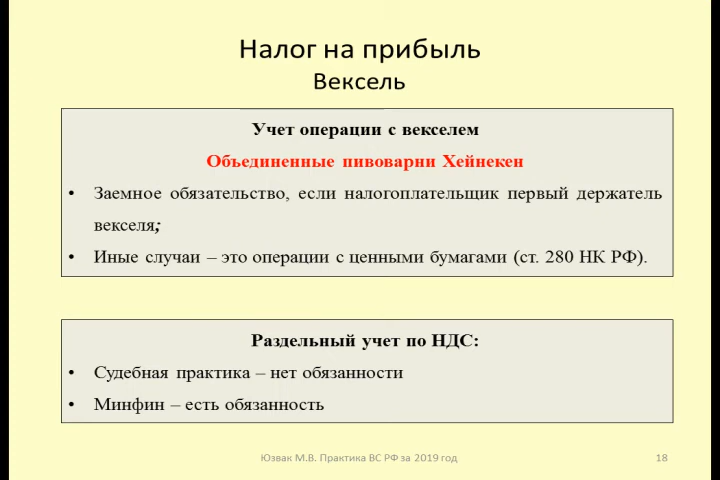 Налог на прибыль
Вексель
Учет операции с векселем
Объединенные пивоварни Хейнекен
• Заемное обязательство, если налогоплательщик первый держатель
векселя;
• Иные случаи – это операции с ценными бумагами (ст. 280 НК РФ).
Раздельный учет по НДС:
• Судебная практика – нет обязанности
• Минфин – есть обязанность
Юзвак М.В. Практика ВС РФ за 2019 год
18